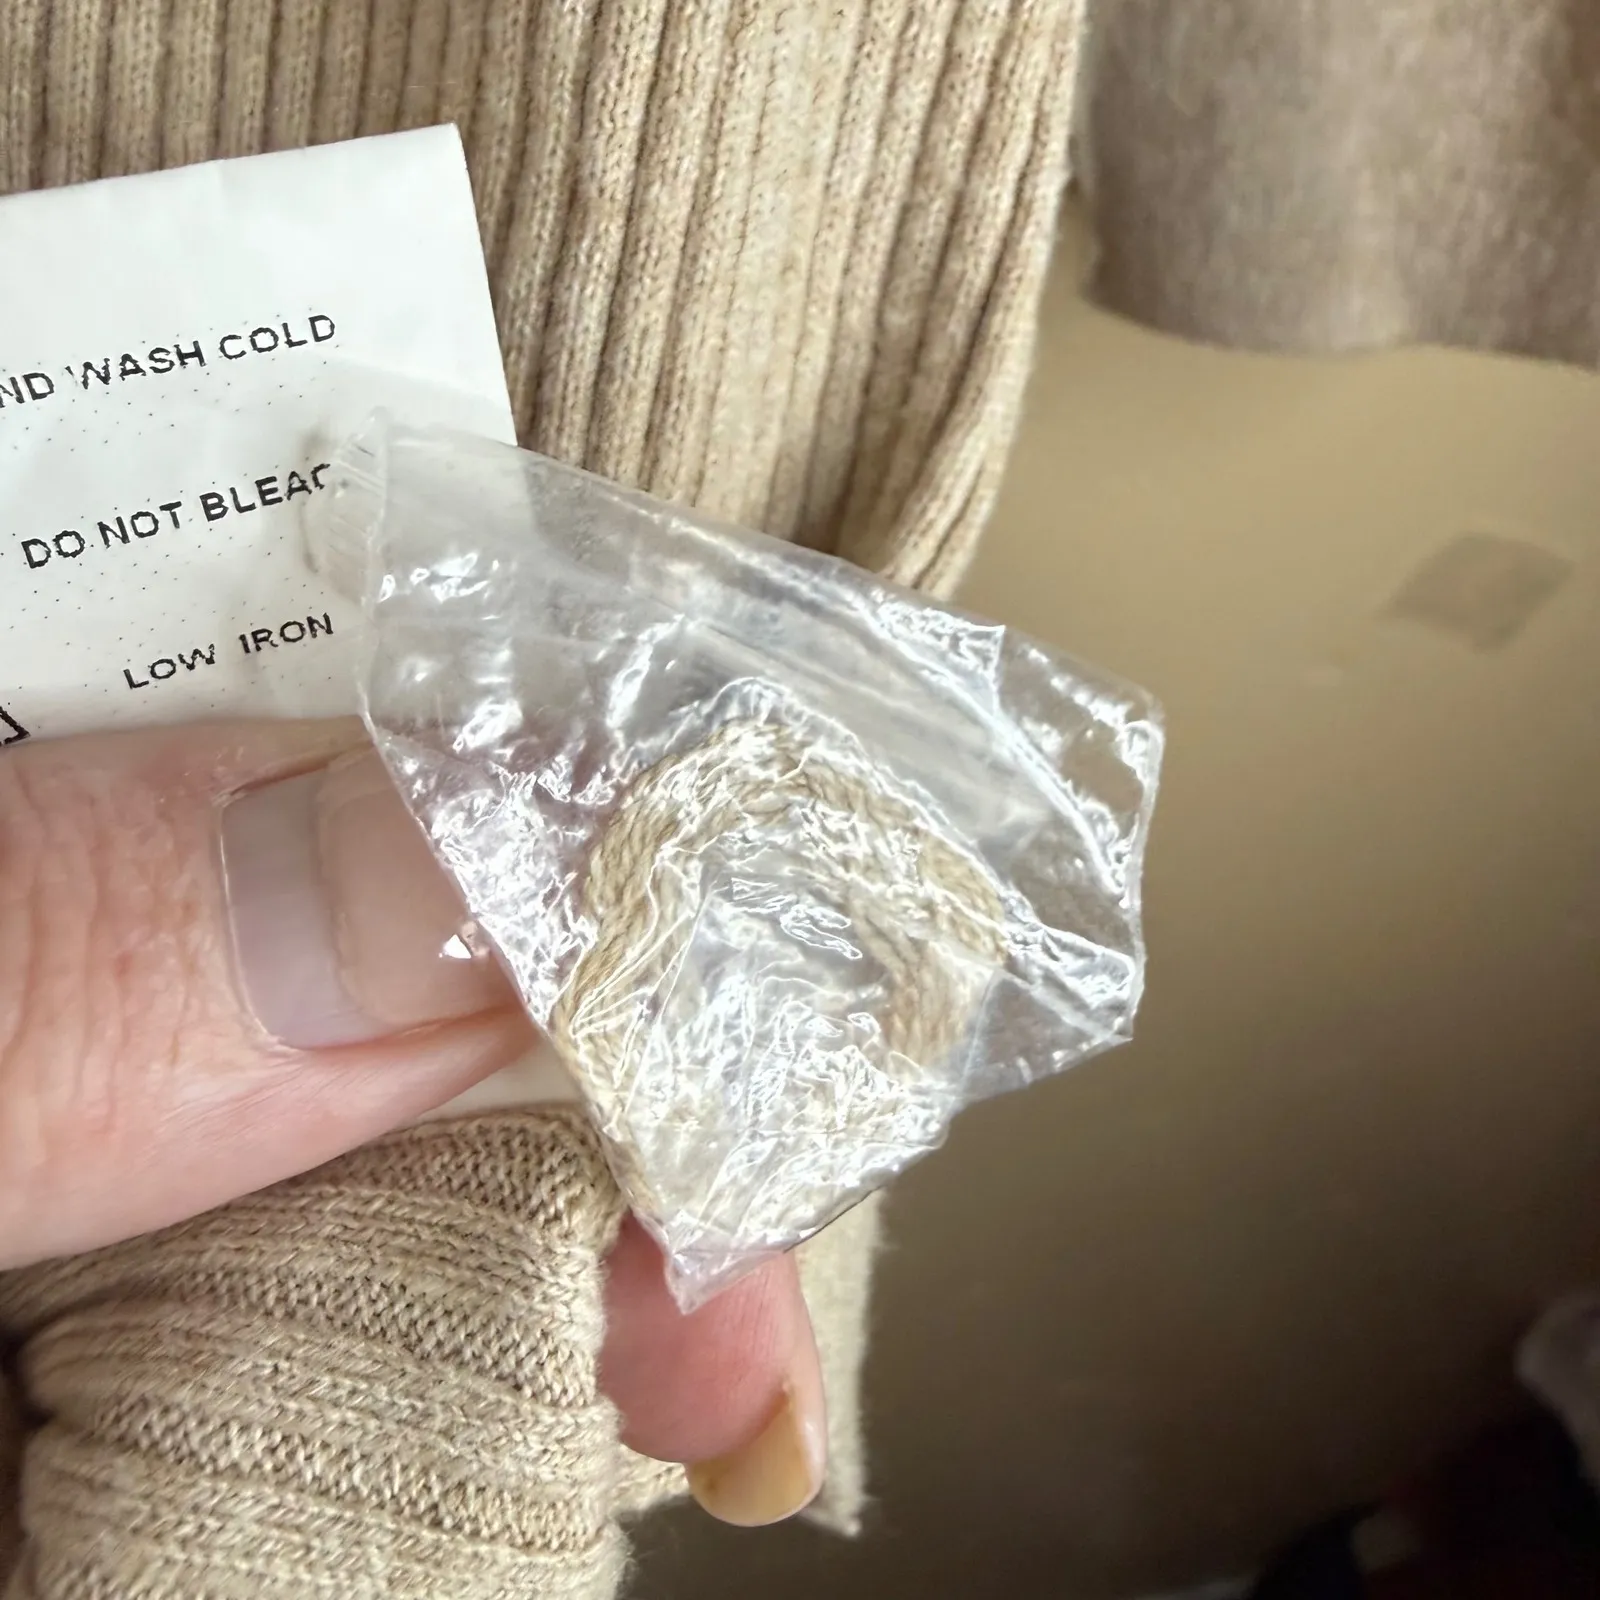 ND WASH COLD
DO NOT BLEAC
LOW IRON